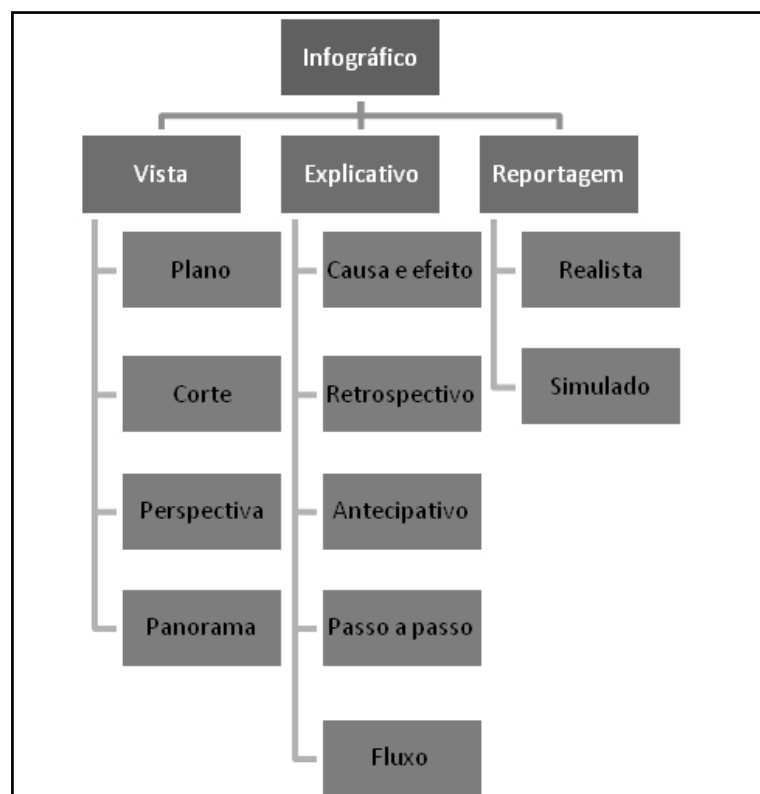 Infográfico
Vista
Explicativo
Reportagem
Plano
Causa e efeito
Realista
Corte
Retrospectivo
Simulado
Perspectiva
Antecipativo
Panorama
Passo a passo
Fluxo